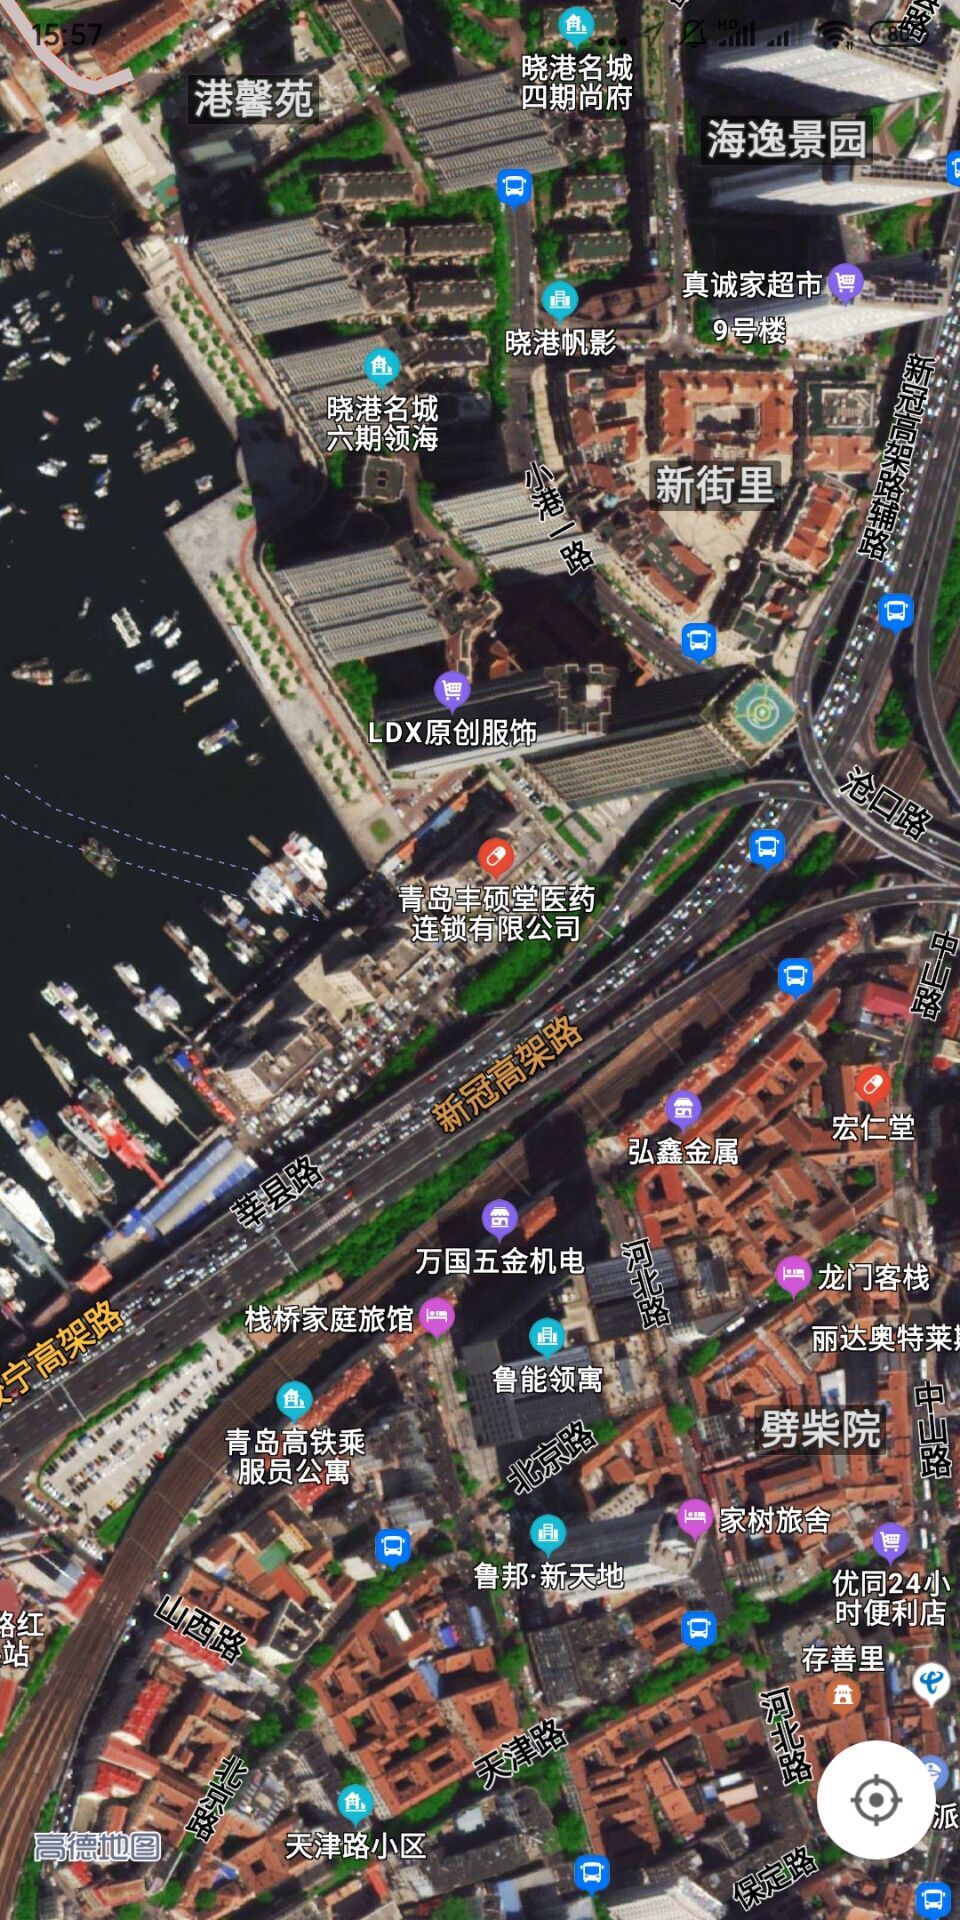 15:57
HD
80
晓港名城
四期尚府
港馨苑
海逸景园
真诚家超市
9号楼
晓港帆影
晓港名城
六期领海
新冠高架路辅路
新街里
小港一路
LDX原创服饰
沧口路
青岛丰硕堂医药
连锁有限公司
中山路
新冠高架路
弘鑫金属
宏仁堂
莘县路
万国五金机电
河北路
龙门客栈
栈桥家庭旅馆
丽达奥特莱斯
宁高架路
鲁能领寓
中山路
劈柴院
青岛高铁乘
服员公寓
北京路
家树旅舍
鲁邦·新天地
优同24小
时便利店
山西路
路红
站
存善里
河北路
天津路
北京路
派
高德地图
天津路小区
保定路